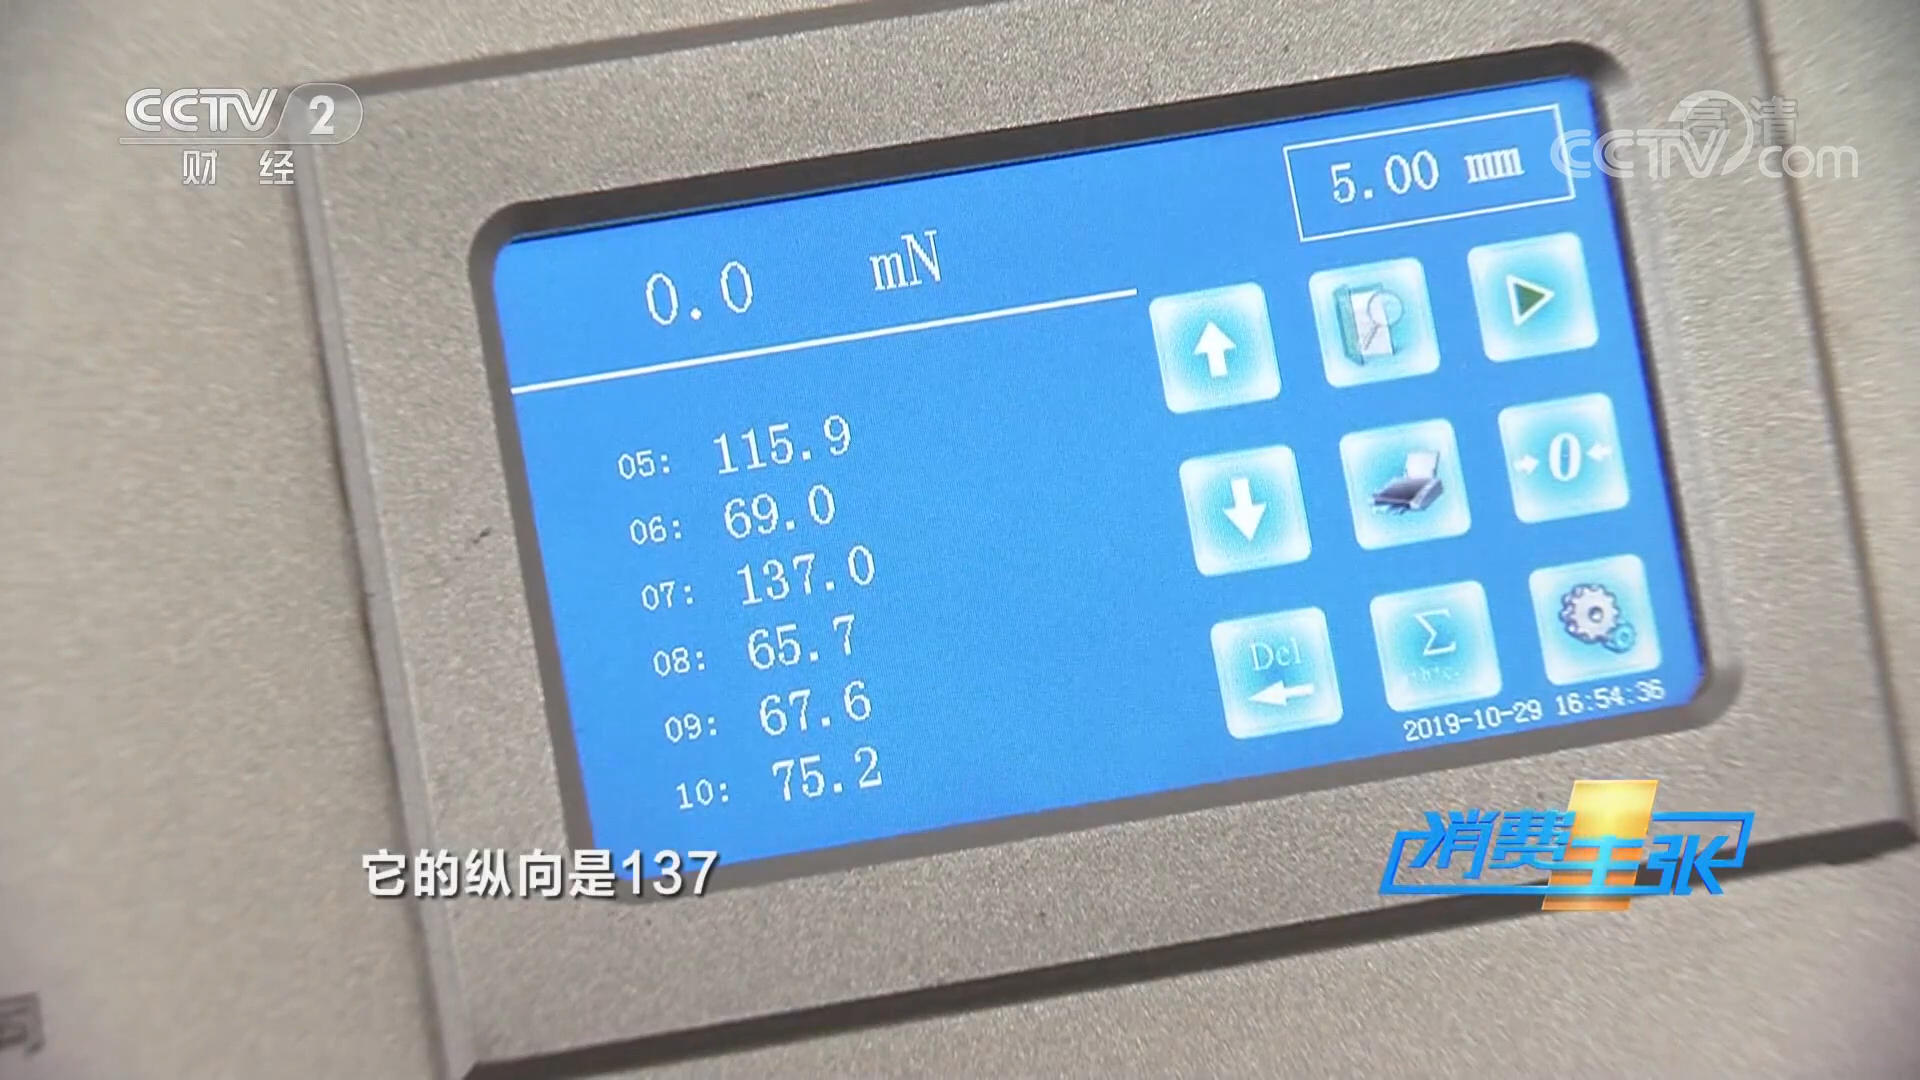 CCTV 2
财 经
高清
CCTV.com
5.00 mm
0.0 mN
05: 115.9
06: 69.0
07: 137.0
08: 65.7
09: 67.6
10: 75.2
0
Del
Σ
2019-10-29 16:54:36
它的纵向是137
消费主张